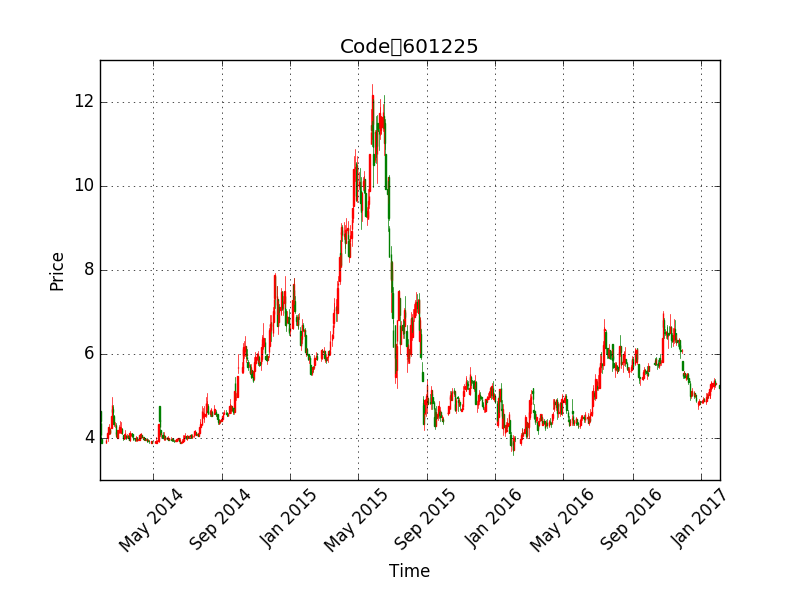 Code▯601225
Price
12
10
8
6
4
May 2014
Sep 2014
Jan 2015
May 2015
Sep 2015
Jan 2016
May 2016
Sep 2016
Jan 2017
Time